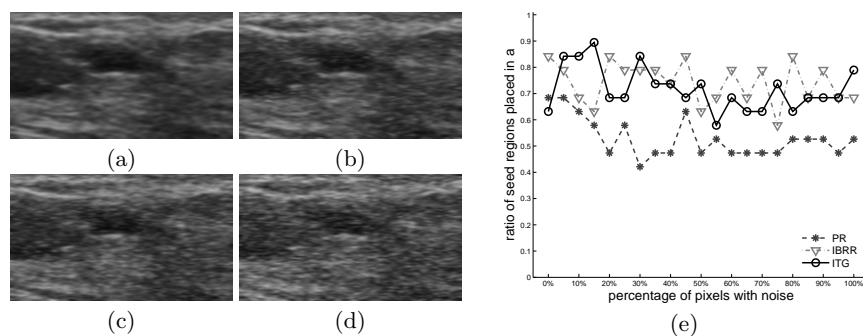 (a)
(b)
(c)
(d)
ratio of seed regions placed in a
1
0.9
0.8
0.7
0.6
0.5
0.4
0.3
0.2
0.1
0
0% 10% 20% 30% 40% 50% 60% 70% 80% 90% 100%
percentage of pixels with noise
PR
IBRR
ITG
(e)